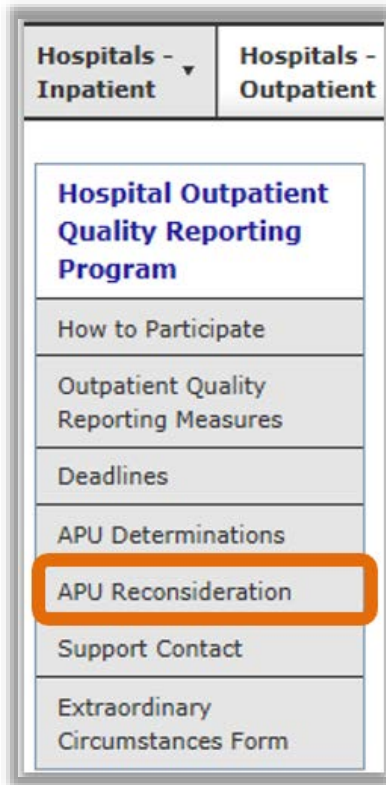 Hospitals -
Inpatient
Hospitals -
Outpatient
Hospital Outpatient
Quality Reporting
Program
How to Participate
Outpatient Quality
Reporting Measures
Deadlines
APU Determinations
APU Reconsideration
Support Contact
Extraordinary
Circumstances Form